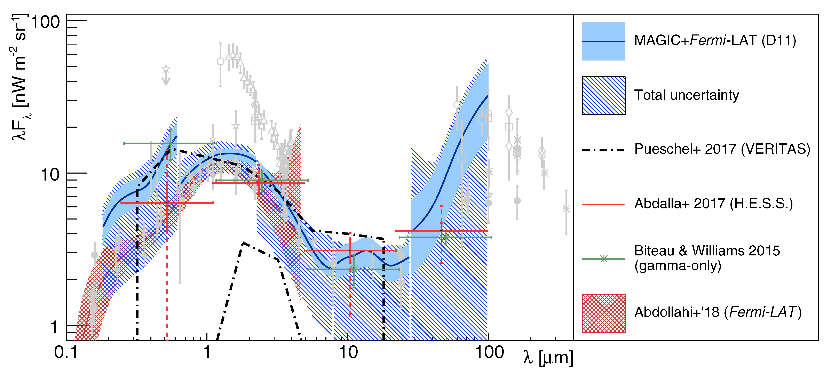 λF_λ [nW m⁻² sr⁻¹]
10²
10
1
0.1
1
10
100
λ [μm]
MAGIC+Fermi-LAT (D11)
Total uncertainty
Pueschel+ 2017 (VERITAS)
Abdalla+ 2017 (H.E.S.S.)
Biteau & Williams 2015
(gamma-only)
Abdollahi+'18 (Fermi-LAT)